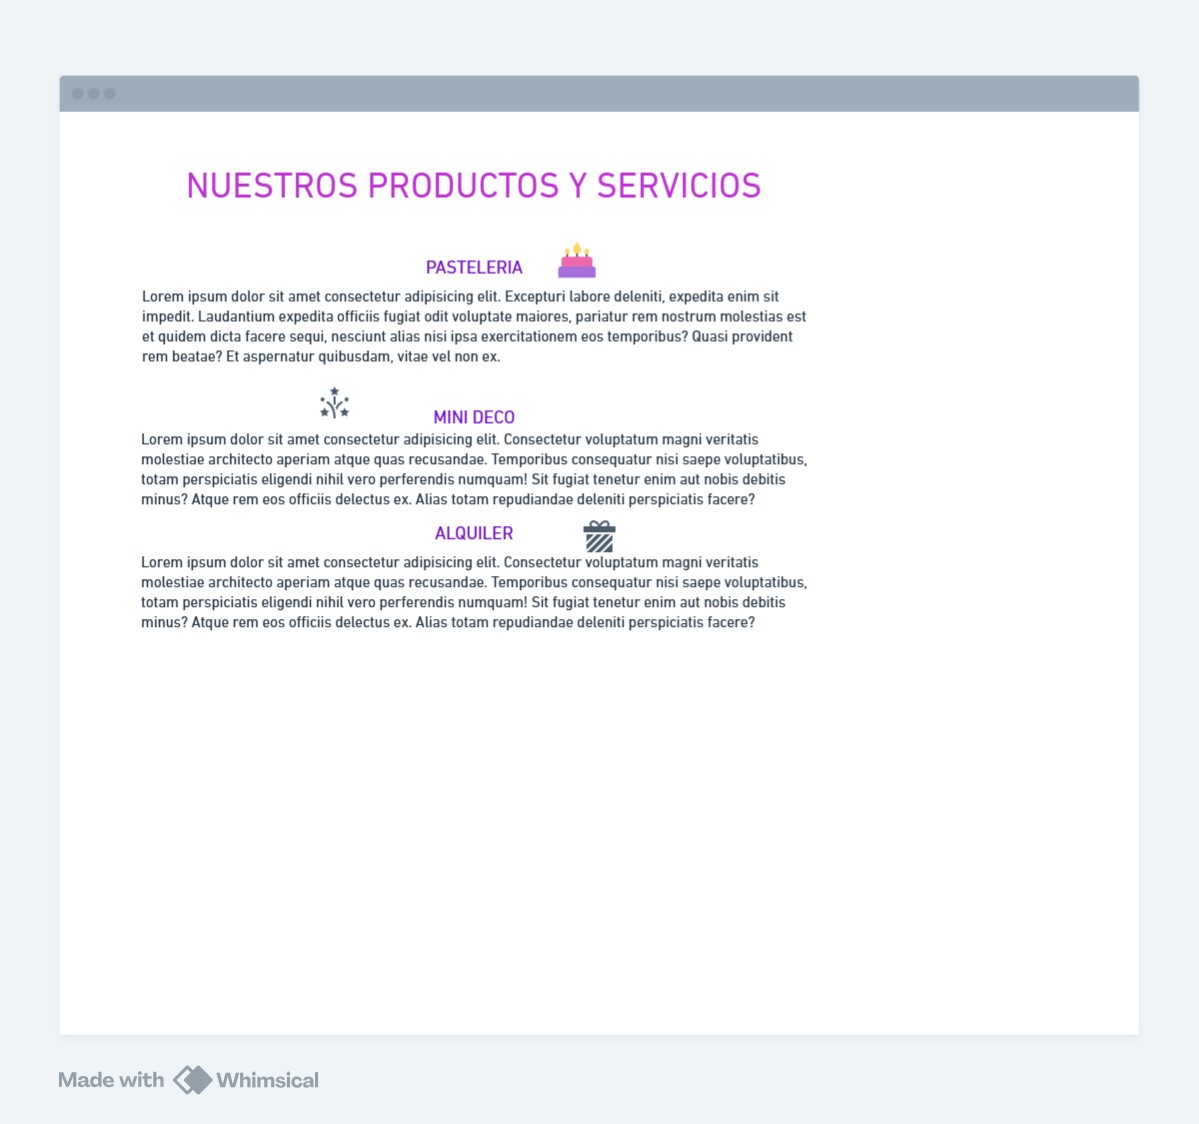 NUESTROS PRODUCTOS Y SERVICIOS
PASTELERIA
Lorem ipsum dolor sit amet consectetur adipisicing elit. Excepturi labore deleniti, expedita enim sit
impedit. Laudantium expedita officiis fugiat odit voluptate maiores, pariatur rem nostrum molestias est
et quidem dicta facere sequi, nesciunt alias nisi ipsa exercitationem eos temporibus? Quasi provident
rem beatae? Et aspernatur quibusdam, vitae vel non ex.
MINI DECO
Lorem ipsum dolor sit amet consectetur adipisicing elit. Consectetur voluptatum magni veritatis
molestiae architecto aperiam atque quas recusandae. Temporibus consequatur nisi saepe voluptatibus,
totam perspiciatis eligendi nihil vero perferendis numquam! Sit fugiat tenetur enim aut nobis debitis
minus? Atque rem eos officiis delectus ex. Alias totam repudiandae deleniti perspiciatis facere?
ALQUILER
Lorem ipsum dolor sit amet consectetur adipisicing elit. Consectetur voluptatum magni veritatis
molestiae architecto aperiam atque quas recusandae. Temporibus consequatur nisi saepe voluptatibus,
totam perspiciatis eligendi nihil vero perferendis numquam! Sit fugiat tenetur enim aut nobis debitis
minus? Atque rem eos officiis delectus ex. Alias totam repudiandae deleniti perspiciatis facere?
Made with Whimsical